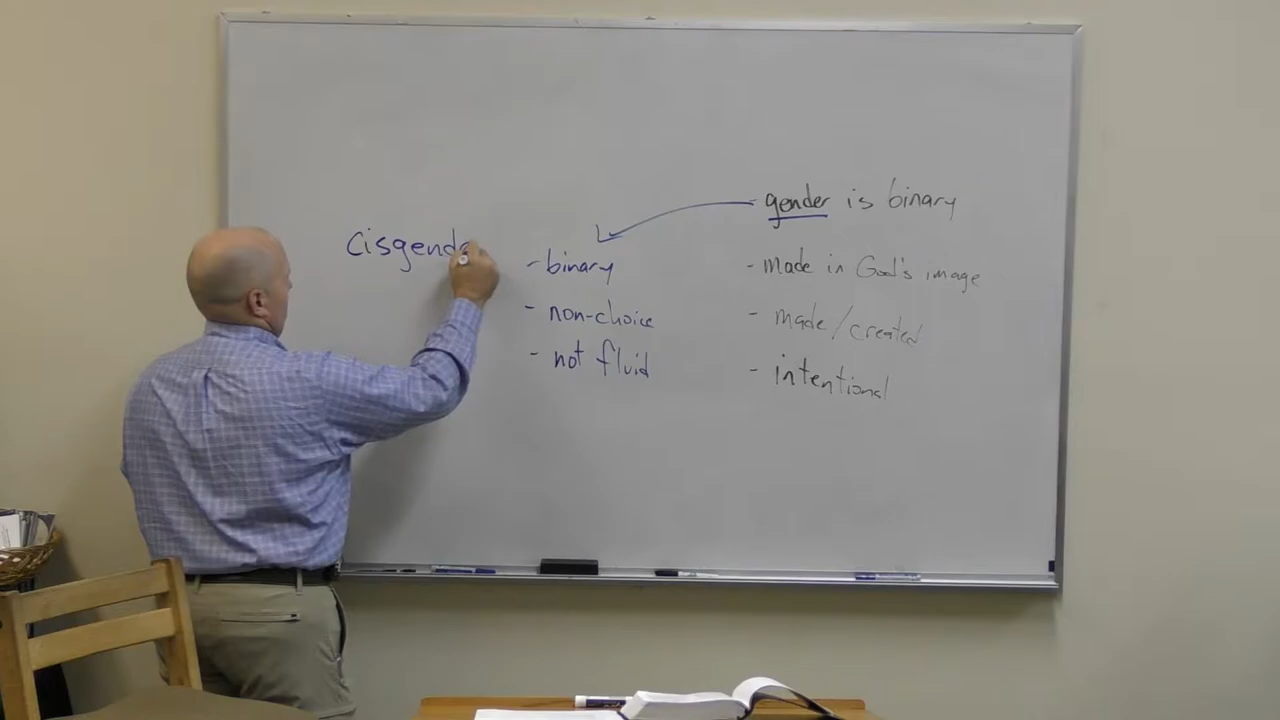 cisgende
- binary
- non-choice
- not fluid
gender is binary
- made in God's image
- made/created
- intentional